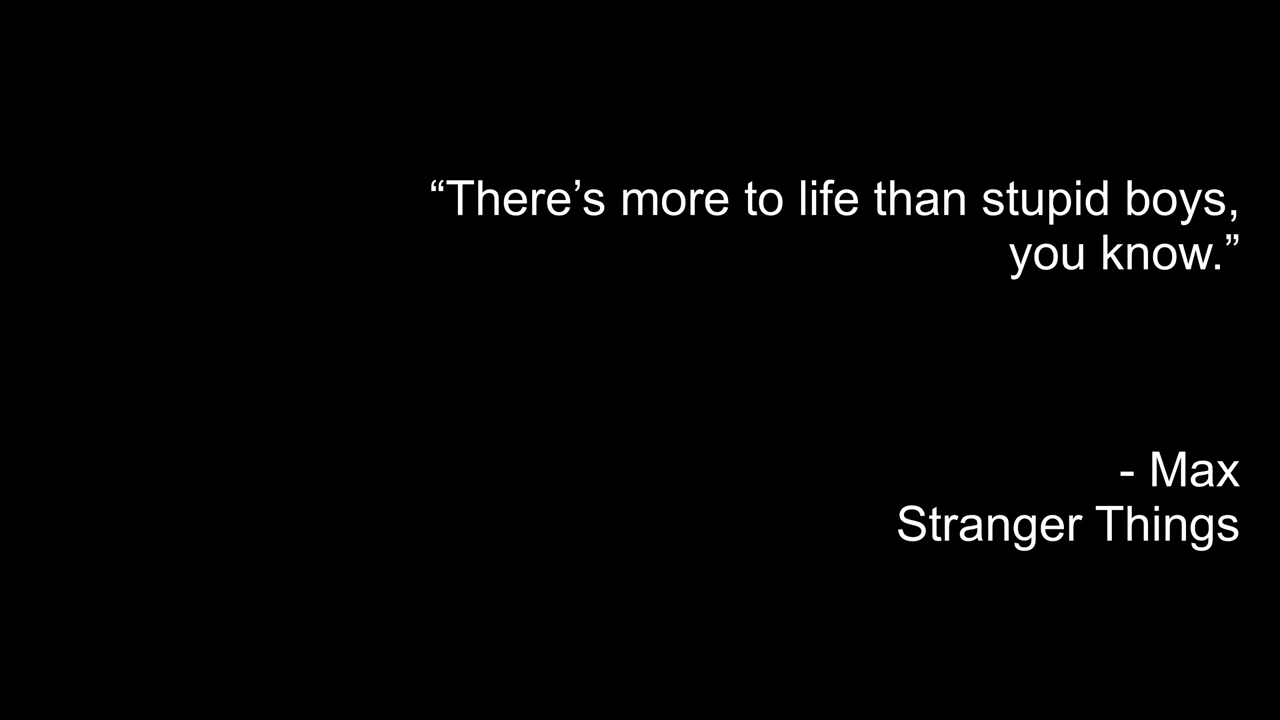 “There’s more to life than stupid boys,
you know.”
- Max
Stranger Things